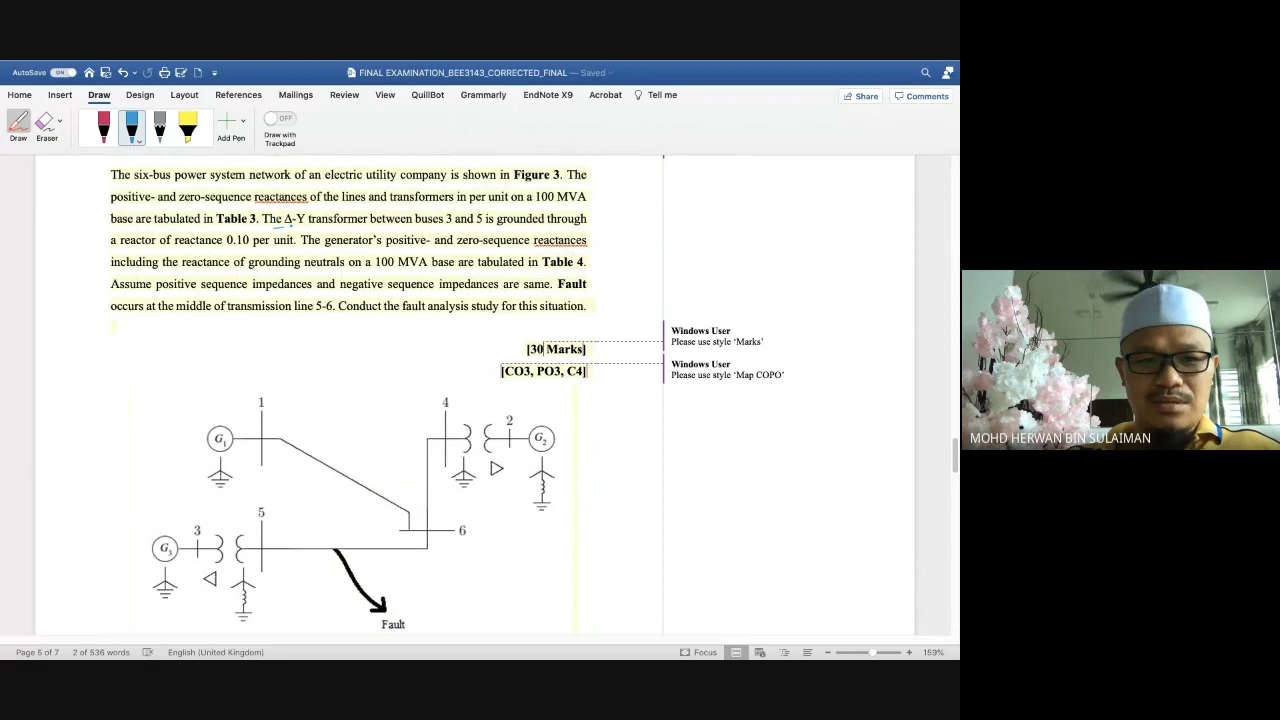 AutoSave ON FINAL EXAMINATION_BEE3143_CORRECTED_FINAL — Saved
Home Insert Draw Design Layout References Mailings Review View QuillBot Grammarly EndNote X9 Acrobat Tell me Share Comments
Draw Eraser Add Pen OFF Draw with Trackpad
The six-bus power system network of an electric utility company is shown in Figure 3. The
positive- and zero-sequence reactances of the lines and transformers in per unit on a 100 MVA
base are tabulated in Table 3. The Δ-Y transformer between buses 3 and 5 is grounded through
a reactor of reactance 0.10 per unit. The generator's positive- and zero-sequence reactances
including the reactance of grounding neutrals on a 100 MVA base are tabulated in Table 4.
Assume positive sequence impedances and negative sequence impedances are same. Fault
occurs at the middle of transmission line 5-6. Conduct the fault analysis study for this situation.
[30 Marks]
[CO3, PO3, C4]
Windows User
Please use style 'Marks'
Windows User
Please use style 'Map COPO'
1
4
2
G1
G2
5
3
6
G3
Fault
MOHD HERWAN BIN SULAIMAN
Page 5 of 7 2 of 536 words English (United Kingdom) Focus 159%